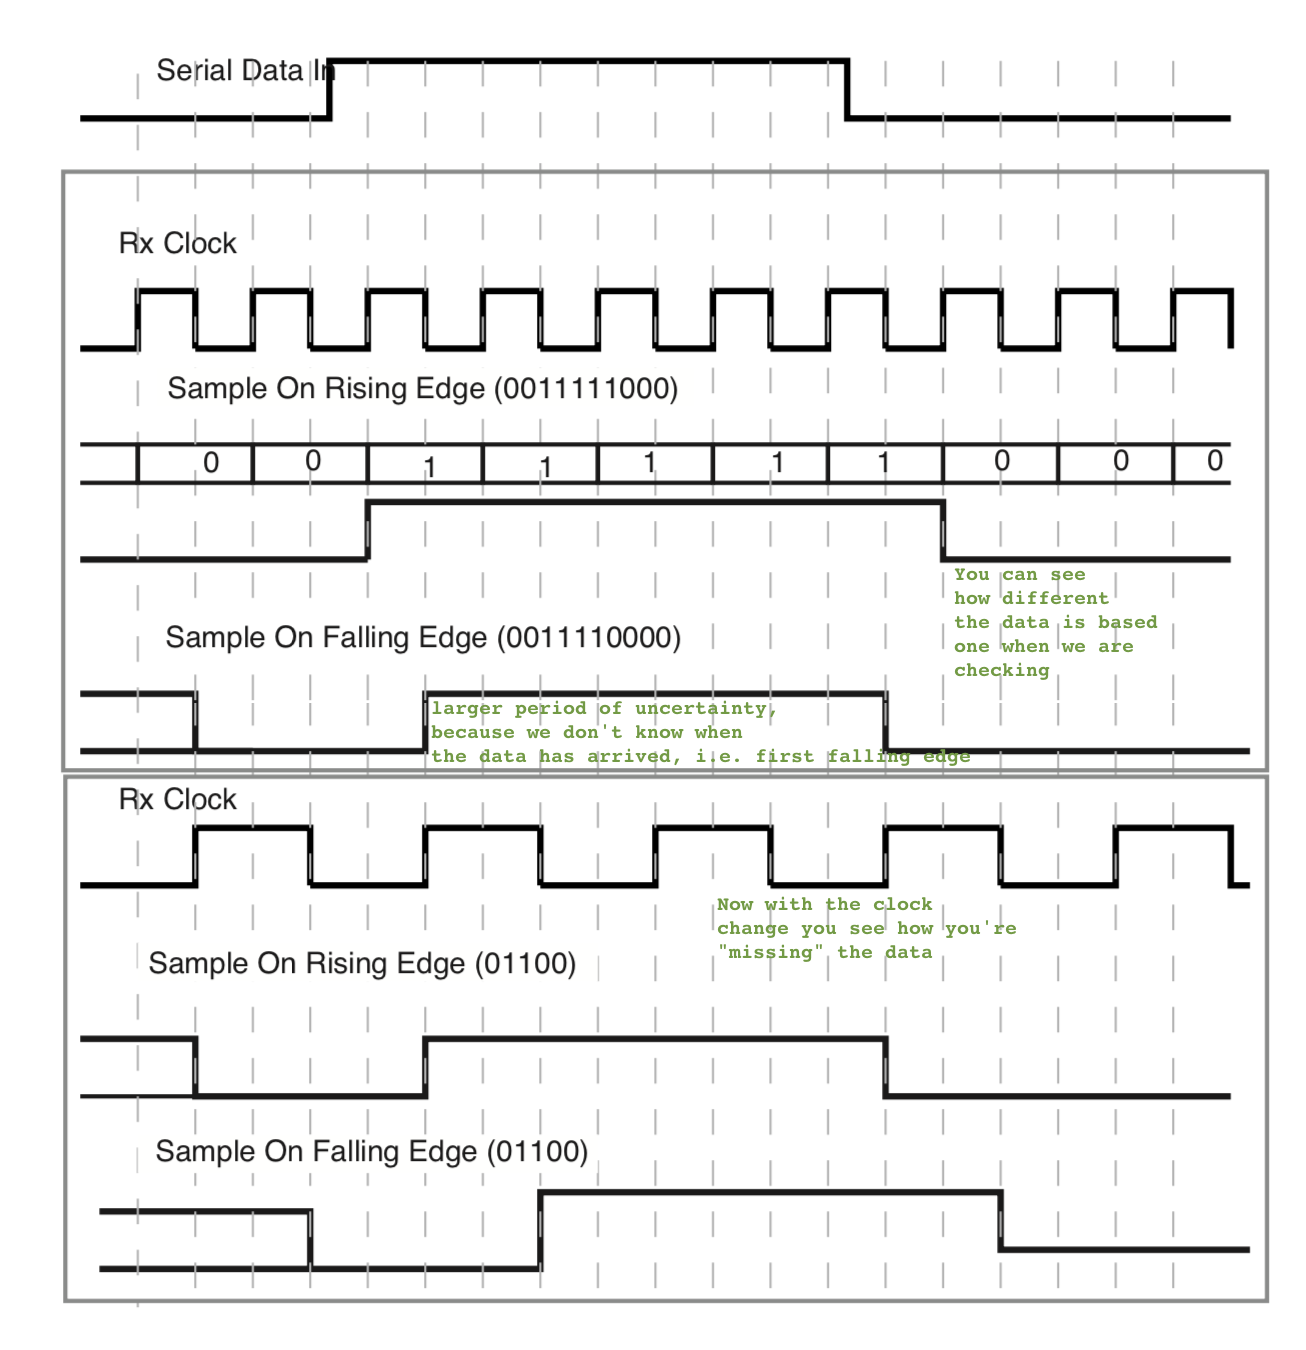 Serial Data In
Rx Clock
Sample On Rising Edge (0011111000)
0 0 1 1 1 1 1 0 0 0
You can see
how different
the data is based
one when we are
checking
Sample On Falling Edge (0011110000)
larger period of uncertainty,
because we don't know when
the data has arrived, i.e. first falling edge
Rx Clock
Now with the clock
change you see how you're
"missing" the data
Sample On Rising Edge (01100)
Sample On Falling Edge (01100)